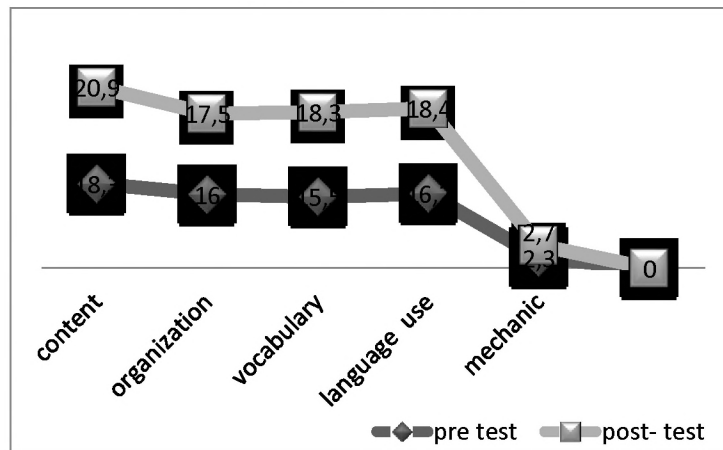 20,9
17,5
18,3
18,4
16
2,7
2,3
0
content
organization
vocabulary
language use
mechanic
pre test
post- test